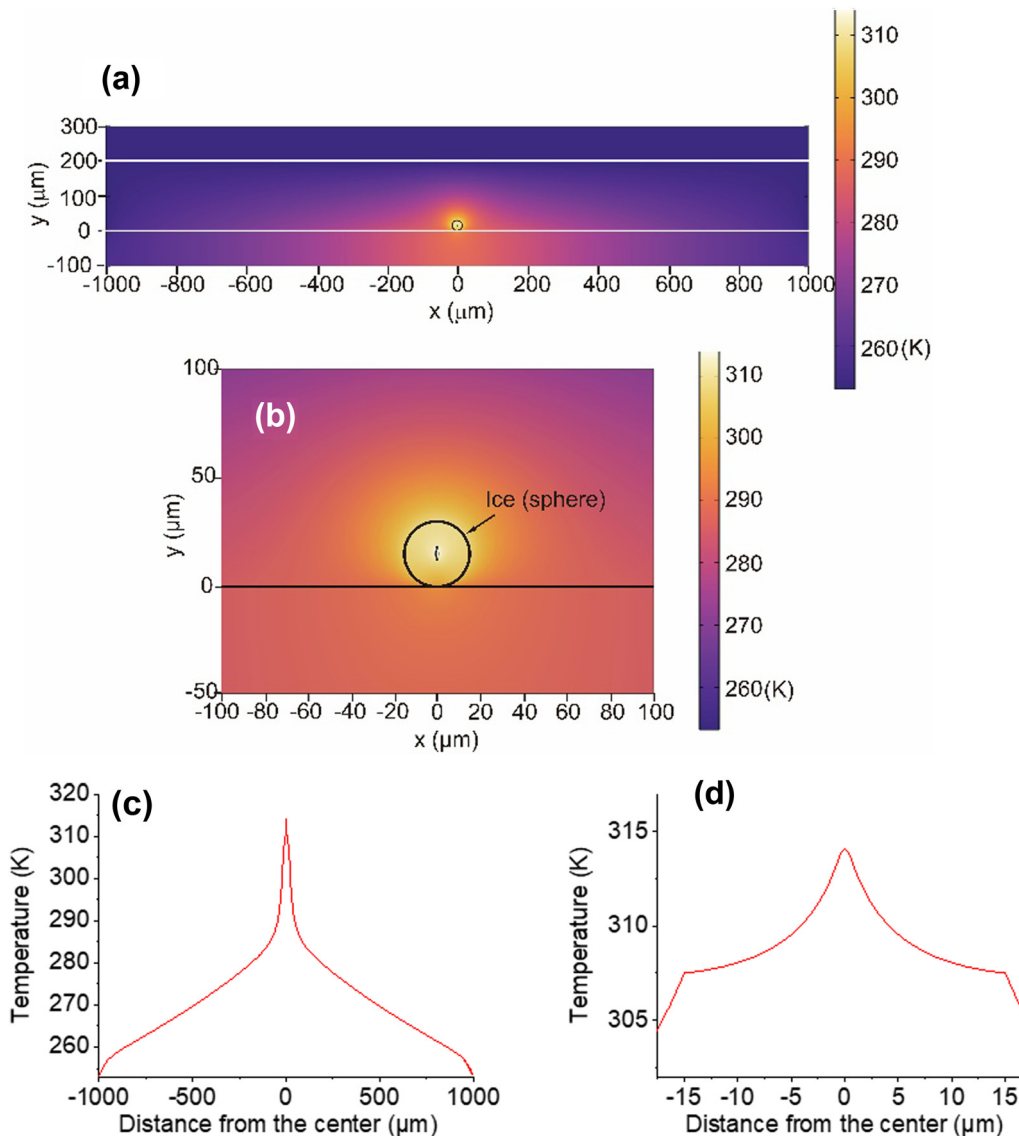 (a)
300
200
100
0
-100
y (μm)
-1000 -800 -600 -400 -200 0 200 400 600 800 1000
x (μm)
310
300
290
280
270
260 (K)
(b)
Ice (sphere)
100
50
0
-50
y (μm)
-100 -80 -60 -40 -20 0 20 40 60 80 100
x (μm)
310
300
290
280
270
260 (K)
(c)
320
310
300
290
280
270
260
Temperature (K)
-1000 -500 0 500 1000
Distance from the center (μm)
(d)
315
310
305
Temperature (K)
-15 -10 -5 0 5 10 15
Distance from the center (μm)